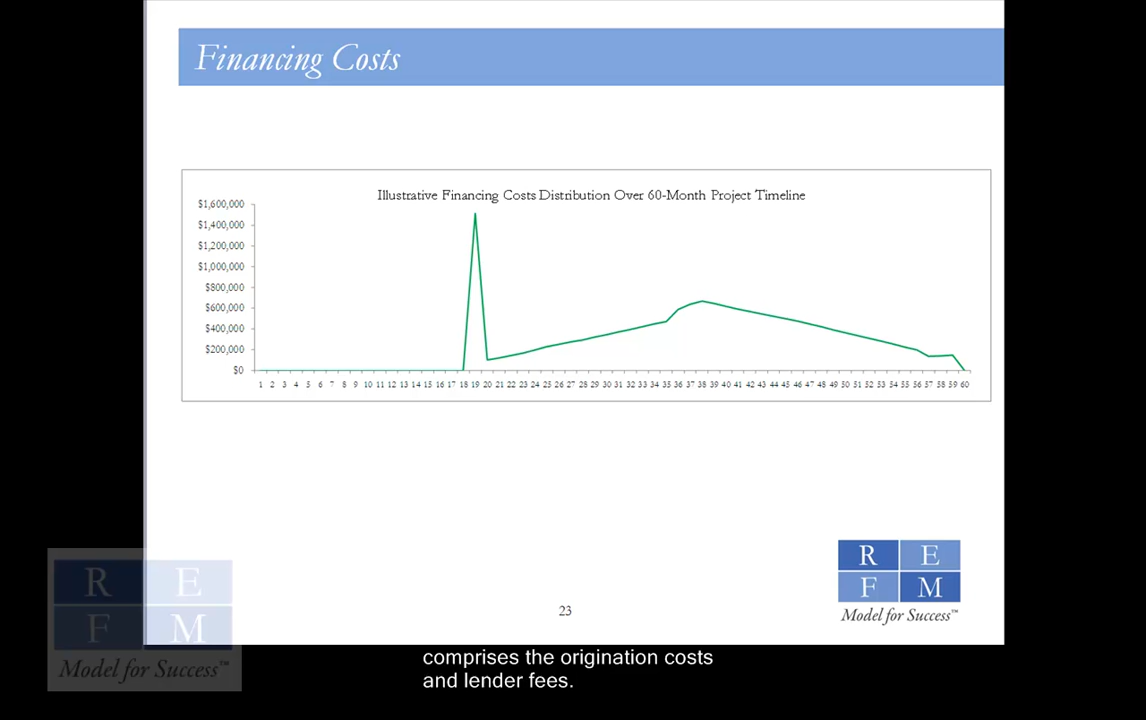 Financing Costs
Illustrative Financing Costs Distribution Over 60-Month Project Timeline
$1,600,000
$1,400,000
$1,200,000
$1,000,000
$800,000
$600,000
$400,000
$200,000
$0
1 2 3 4 5 6 7 8 9 10 11 12 13 14 15 16 17 18 19 20 21 22 23 24 25 26 27 28 29 30 31 32 33 34 35 36 37 38 39 40 41 42 43 44 45 46 47 48 49 50 51 52 53 54 55 56 57 58 59 60
R E
F M
Model for Success™
R E
F M
Model for Success™
23
comprises the origination costs
and lender fees.